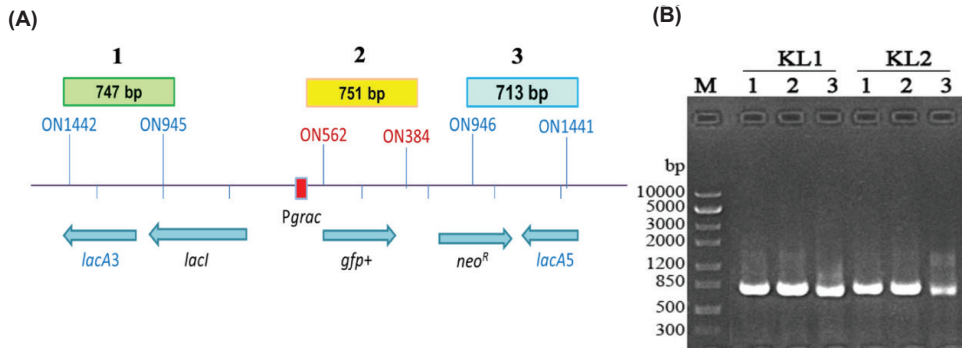 (A)
1 2 3
747 bp 751 bp 713 bp
ON1442 ON945 ON562 ON384 ON946 ON1441
Pgrac
lacA3 lacI gfp+ neoR lacA5
(B)
KL1 KL2
M 1 2 3 1 2 3
bp
10000
5000
3000
2000
1200
850
500
300